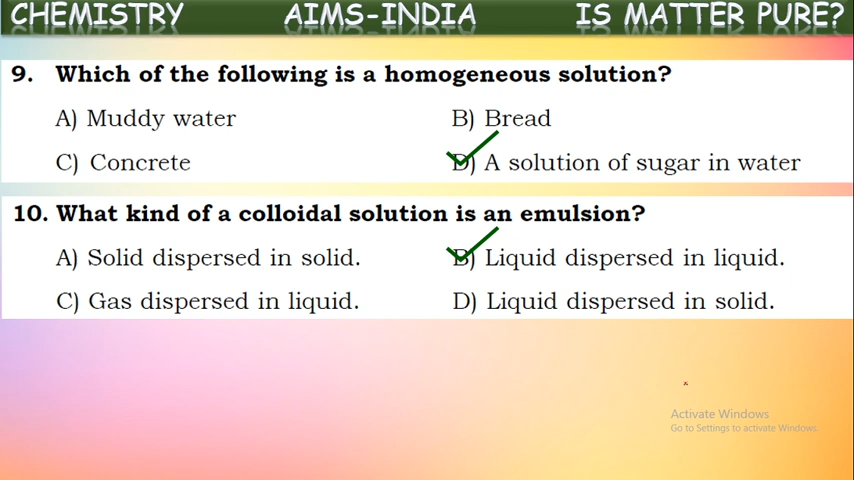 CHEMISTRY AIMS-INDIA IS MATTER PURE?
9. Which of the following is a homogeneous solution?
A) Muddy water B) Bread
C) Concrete D) A solution of sugar in water
10. What kind of a colloidal solution is an emulsion?
A) Solid dispersed in solid. B) Liquid dispersed in liquid.
C) Gas dispersed in liquid. D) Liquid dispersed in solid.
Activate Windows
Go to Settings to activate Windows.